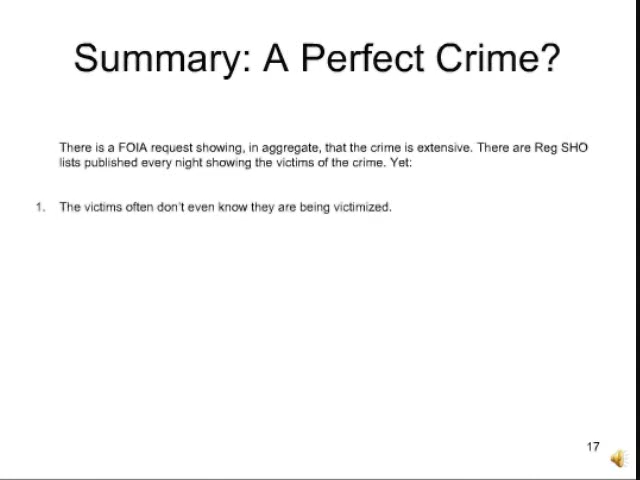 Summary: A Perfect Crime?
There is a FOIA request showing, in aggregate, that the crime is extensive. There are Reg SHO
lists published every night showing the victims of the crime. Yet:
1. The victims often don't even know they are being victimized.
17